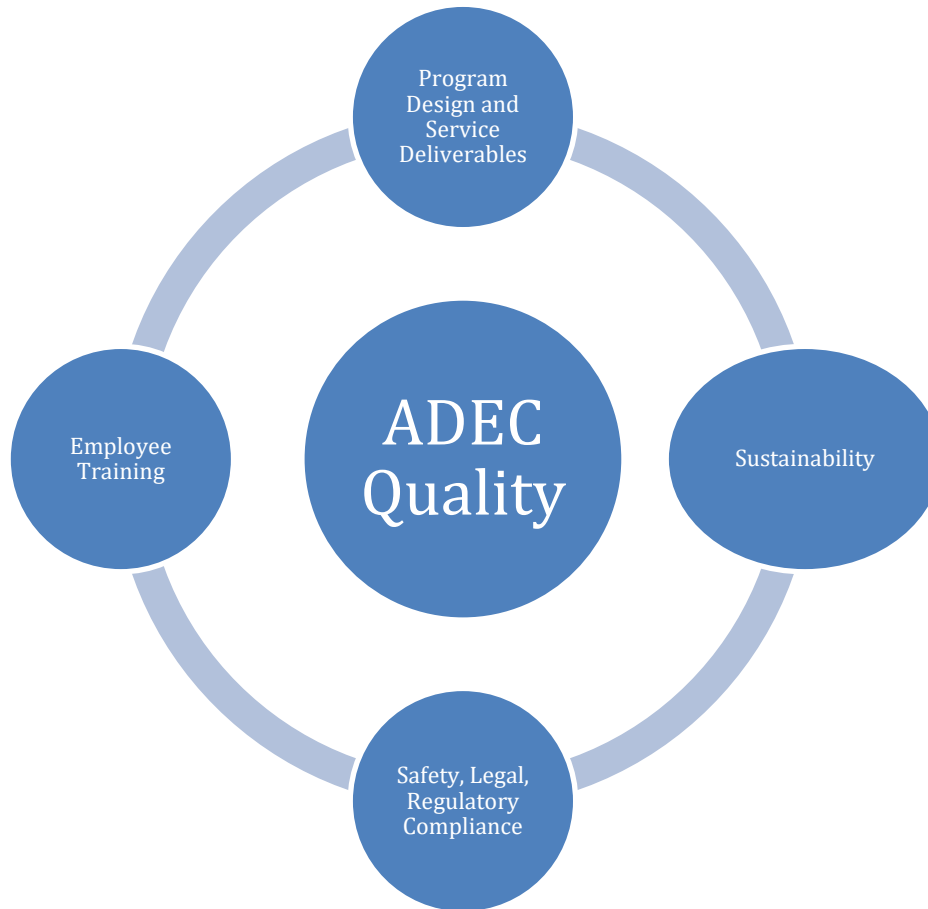 Program
Design and
Service
Deliverables
Employee
Training
ADEC
Quality
Sustainability
Safety, Legal,
Regulatory
Compliance